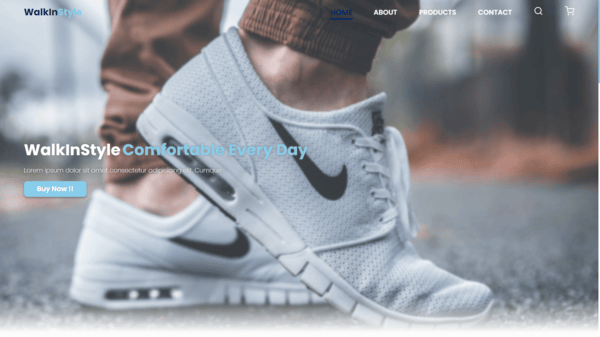 WalkInStyle HOME ABOUT PRODUCTS CONTACT
WalkInStyle Comfortable Every Day
Lorem ipsum dolor sit amet consectetur adipisicing elit. Cumque
Buy Now !!